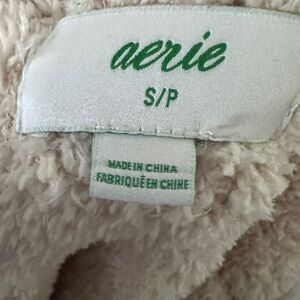 aerie
S/P
MADE IN CHINA
FABRIQUÉ EN CHINE